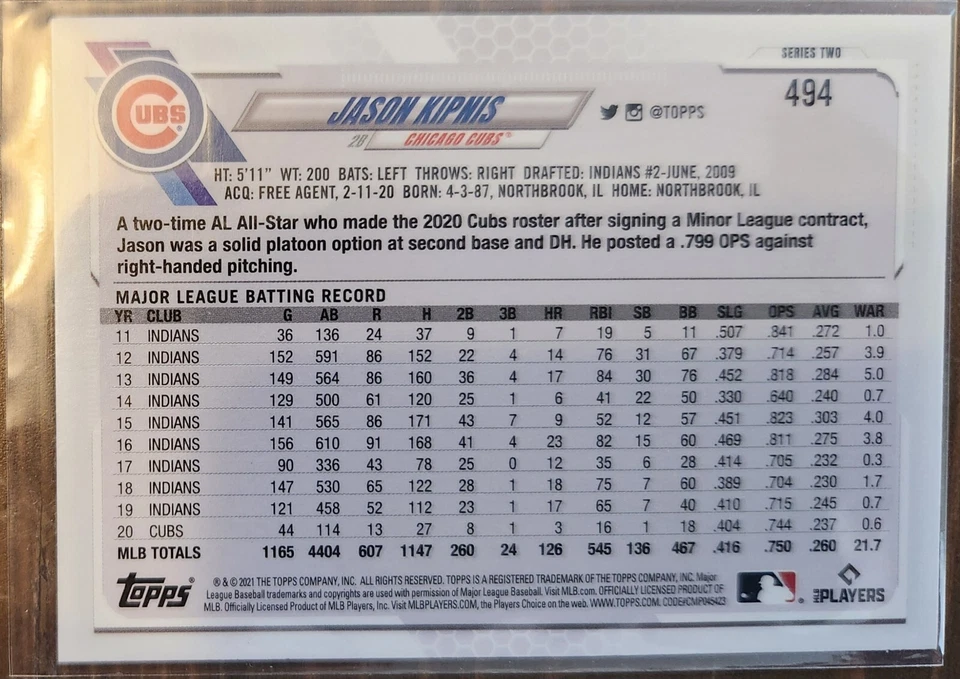 SERIES TWO
494
CUBS
JASON KIPNIS
@TOPPS
2B CHICAGO CUBS™
HT: 5'11" WT: 200 BATS: LEFT THROWS: RIGHT DRAFTED: INDIANS #2-JUNE, 2009
ACQ: FREE AGENT, 2-11-20 BORN: 4-3-87, NORTHBROOK, IL HOME: NORTHBROOK, IL
A two-time AL All-Star who made the 2020 Cubs roster after signing a Minor League contract,
Jason was a solid platoon option at second base and DH. He posted a .799 OPS against
right-handed pitching.
MAJOR LEAGUE BATTING RECORD
YR CLUB G AB R H 2B 3B HR RBI SB BB SLG OPS AVG WAR
11 INDIANS 36 136 24 37 9 1 7 19 5 11 .507 .841 .272 1.0
12 INDIANS 152 591 86 152 22 4 14 76 31 67 .379 .714 .257 3.9
13 INDIANS 149 564 86 160 36 4 17 84 30 76 .452 .818 .284 5.0
14 INDIANS 129 500 61 120 25 1 6 41 22 50 .330 .640 .240 0.7
15 INDIANS 141 565 86 171 43 7 9 52 12 57 .451 .823 .303 4.0
16 INDIANS 156 610 91 168 41 4 23 82 15 60 .469 .811 .275 3.8
17 INDIANS 90 336 43 78 25 0 12 35 6 28 .414 .705 .232 0.3
18 INDIANS 147 530 65 122 28 1 18 75 7 60 .389 .704 .230 1.7
19 INDIANS 121 458 52 112 23 1 17 65 7 40 .410 .715 .245 0.7
20 CUBS 44 114 13 27 8 1 3 16 1 18 .404 .744 .237 0.6
MLB TOTALS 1165 4404 607 1147 260 24 126 545 136 467 .416 .750 .260 21.7
TOPPS
® & © 2021 THE TOPPS COMPANY, INC. ALL RIGHTS RESERVED. TOPPS IS A REGISTERED TRADEMARK OF THE TOPPS COMPANY, INC. Major
League Baseball trademarks and copyrights are used with permission of Major League Baseball. Visit MLB.com. OFFICIALLY LICENSED PRODUCT OF
MLB. Officially Licensed Product of MLB Players, Inc. Visit MLBPLAYERS.com, the Players Choice on the web. WWW.TOPPS.COM. CODE#CMP045423
MLB PLAYERS